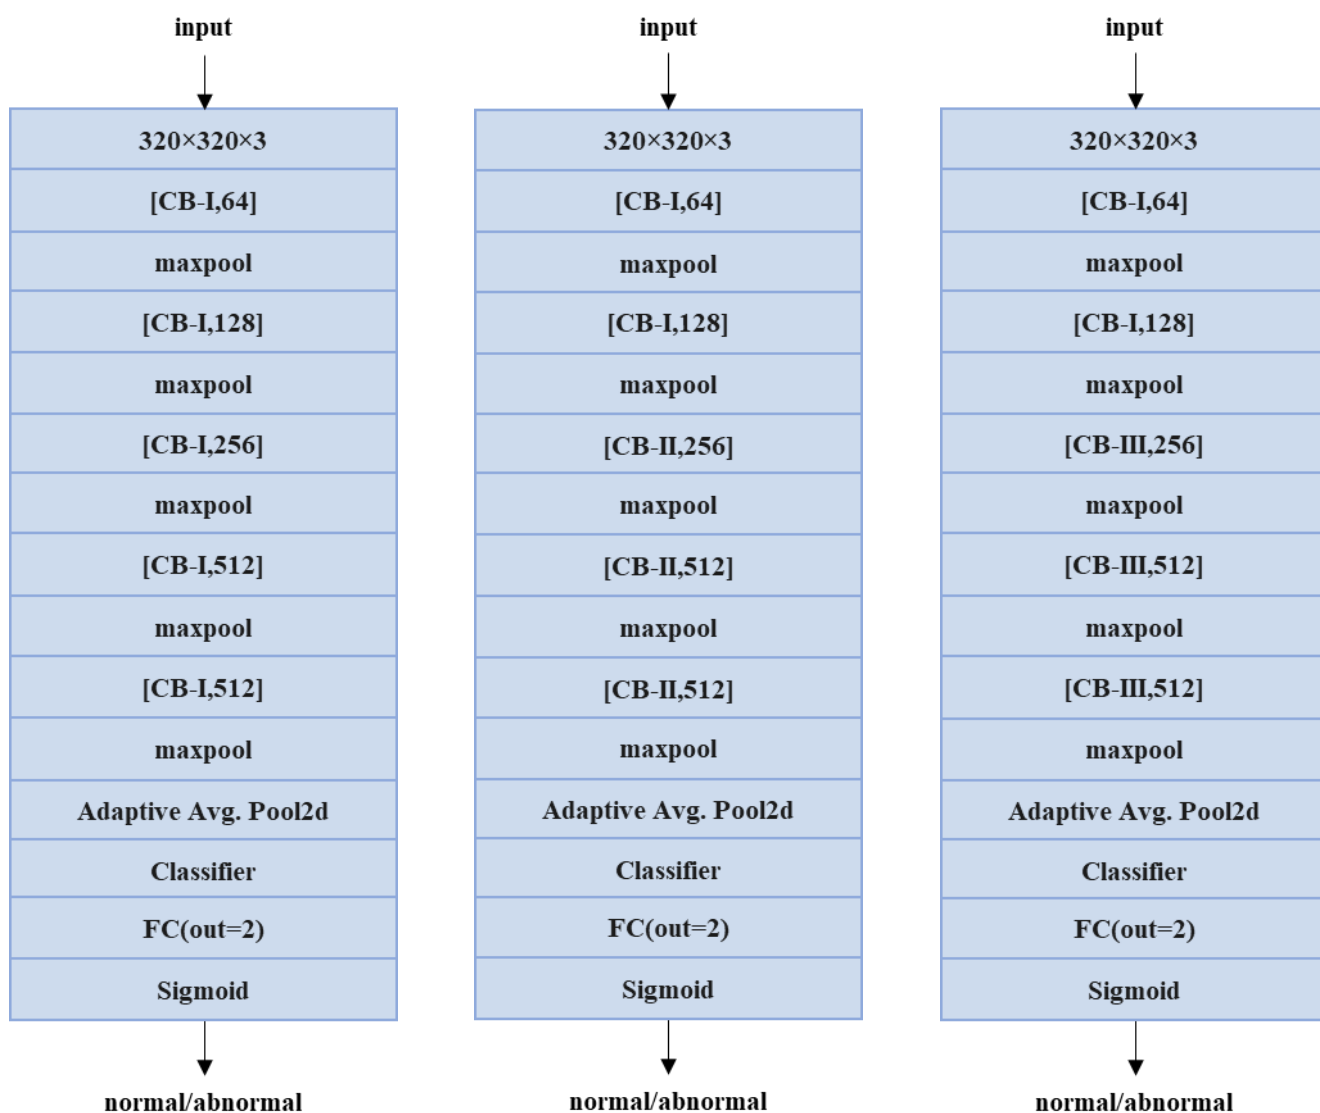 input
320×320×3
[CB-I,64]
maxpool
[CB-I,128]
maxpool
[CB-I,256]
maxpool
[CB-I,512]
maxpool
[CB-I,512]
maxpool
Adaptive Avg. Pool2d
Classifier
FC(out=2)
Sigmoid
normal/abnormal
input
320×320×3
[CB-I,64]
maxpool
[CB-I,128]
maxpool
[CB-II,256]
maxpool
[CB-II,512]
maxpool
[CB-II,512]
maxpool
Adaptive Avg. Pool2d
Classifier
FC(out=2)
Sigmoid
normal/abnormal
input
320×320×3
[CB-I,64]
maxpool
[CB-I,128]
maxpool
[CB-III,256]
maxpool
[CB-III,512]
maxpool
[CB-III,512]
maxpool
Adaptive Avg. Pool2d
Classifier
FC(out=2)
Sigmoid
normal/abnormal